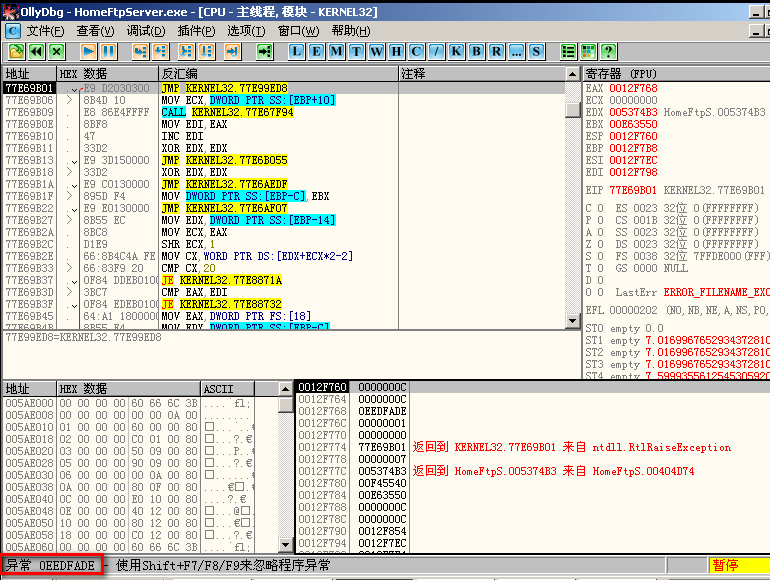 OllyDbg - HomeFtpServer.exe - [CPU - 主线程, 模块 - KERNEL32]
C 文件(F) 查看(V) 调试(D) 插件(P) 选项(T) 窗口(W) 帮助(H)
L E M T W H C / K B R ... S ?
地址 HEX 数据 反汇编 注释
77E69B01 E9 D2030300 JMP KERNEL32.77E99ED8
77E69B06 8B4D 10 MOV ECX,DWORD PTR SS:[EBP+10]
77E69B09 E8 86E4FFFF CALL KERNEL32.77E67F94
77E69B0E 8BF8 MOV EDI,EAX
77E69B10 47 INC EDI
77E69B11 33D2 XOR EDX,EDX
77E69B13 E9 3D150000 JMP KERNEL32.77E6B055
77E69B18 33D2 XOR EDX,EDX
77E69B1A E9 C0130000 JMP KERNEL32.77E6AEDF
77E69B1F 895D F4 MOV DWORD PTR SS:[EBP-C],EBX
77E69B22 E9 E0130000 JMP KERNEL32.77E6AF07
77E69B27 8B55 EC MOV EDX,DWORD PTR SS:[EBP-14]
77E69B2A 8BC8 MOV ECX,EAX
77E69B2C D1E9 SHR ECX,1
77E69B2E 66:8B4C4A FE MOV CX,WORD PTR DS:[EDX+ECX*2-2]
77E69B33 66:83F9 20 CMP CX,20
77E69B37 0F84 DDEB0100 JE KERNEL32.77E8871A
77E69B3D 3BC7 CMP EAX,EDI
77E69B3F 0F84 EDEB0100 JE KERNEL32.77E88732
77E69B45 64:A1 18000000 MOV EAX,DWORD PTR FS:[18]
77E69B4B 8B55 F4 MOV EDX,DWORD PTR SS:[EBP-C]
77E99ED8=KERNEL32.77E99ED8
寄存器 (FPU)
EAX 0012F768
ECX 00000000
EDX 005374B3 HomeFtpS.005374B3
EBX 00E63550
ESP 0012F760
EBP 0012F7B8
ESI 0012F7EC
EDI 0012F798
EIP 77E69B01 KERNEL32.77E69B01
C 0 ES 0023 32位 0(FFFFFFFF)
P 0 CS 001B 32位 0(FFFFFFFF)
A 0 SS 0023 32位 0(FFFFFFFF)
Z 0 DS 0023 32位 0(FFFFFFFF)
S 0 FS 0038 32位 7FFDE000(FFF)
T 0 GS 0000 NULL
D 0
O 0 LastErr ERROR_FILENAME_EXC
EFL 00000202 (NO,NB,NE,A,NS,PO,
ST0 empty 0.0
ST1 empty 7.0169967652934372810
ST2 empty 7.0169967652934372810
ST3 empty 7.0169967652934372810
ST4 empty 7.5999355612545305920
地址 HEX 数据 ASCII
005AE000 00 00 00 00 60 66 6C 3B ....`fl;
005AE008 00 00 00 00 00 00 0A 00
005AE010 01 00 00 00 60 00 00 80
005AE018 02 00 00 00 C0 01 00 80
005AE020 03 00 00 00 50 09 00 80
005AE028 05 00 00 00 90 09 00 80
005AE030 06 00 00 00 00 0A 00 80
005AE038 0A 00 00 00 80 0F 00 80
005AE040 0C 00 00 00 E0 10 00 80
005AE048 0E 00 00 00 40 12 00 80
005AE050 10 00 00 00 80 12 00 80
005AE058 18 00 00 00 C0 12 00 80
005AE060 00 00 00 00 60 66 6C 3B ....`fl;
0012F760 0000000C
0012F764 0000000C
0012F768 0EEDFADE
0012F76C 00000001
0012F770 00000000
0012F774 77E69B01 返回到 KERNEL32.77E69B01 来自 ntdll.RtlRaiseException
0012F778 00000007
0012F77C 005374B3 返回到 HomeFtpS.005374B3 来自 HomeFtpS.00404D74
0012F780 00F45540
0012F784 00E63550
0012F788 0000000C
0012F78C 0000000C
0012F790 0012F854
0012F794 0012F7EC
异常 0EEDFADE - 使用Shift+F7/F8/F9来忽略程序异常
暂停